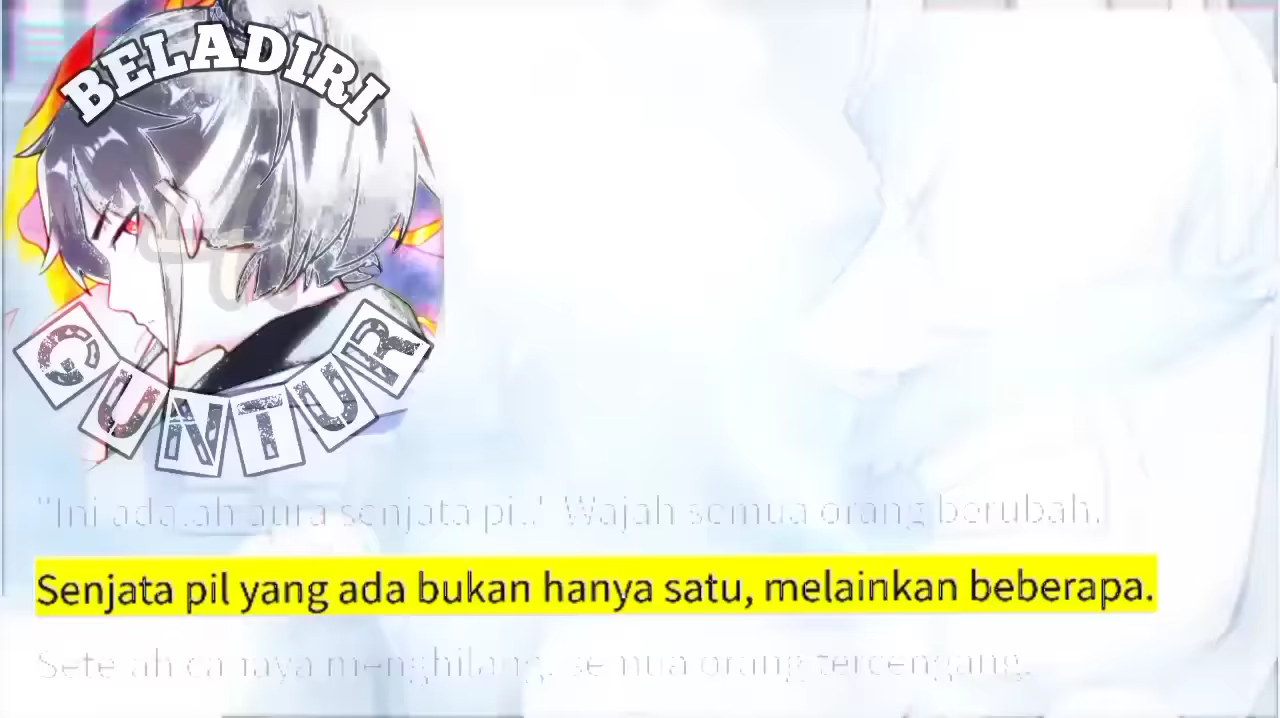 BELADIRI
GUNTUR
"Ini adalah aura senjata pil." Wajah semua orang berubah.
Senjata pil yang ada bukan hanya satu, melainkan beberapa.
Setelah cahaya menghilang, semua orang tercengang.